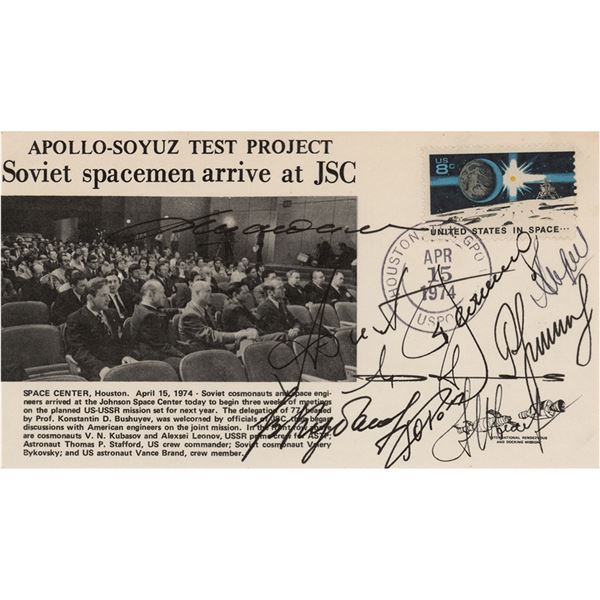 APOLLO-SOYUZ TEST PROJECT
Soviet spacemen arrive at JSC
US
8c
UNITED STATES IN SPACE...
HOUSTON GPO
APR
15
1974
USPO
SPACE CENTER, Houston. April 15, 1974 - Soviet cosmonauts and space engi-
neers arrived at the Johnson Space Center today to begin three weeks of meetings
on the planned US-USSR mission set for next year. The delegation of 77, headed
by Prof. Konstantin D. Bushuyev, was welcomed by officials of JSC, then began
discussions with American engineers on the joint mission. In the front row
are cosmonauts V. N. Kubasov and Alexsei Leonov, USSR prime crew for ASTP;
Astronaut Thomas P. Stafford, US crew commander; Soviet cosmonaut Valery
Bykovsky; and US astronaut Vance Brand, crew member.
INTERNATIONAL RENDEZVOUS
AND DOCKING MISSION